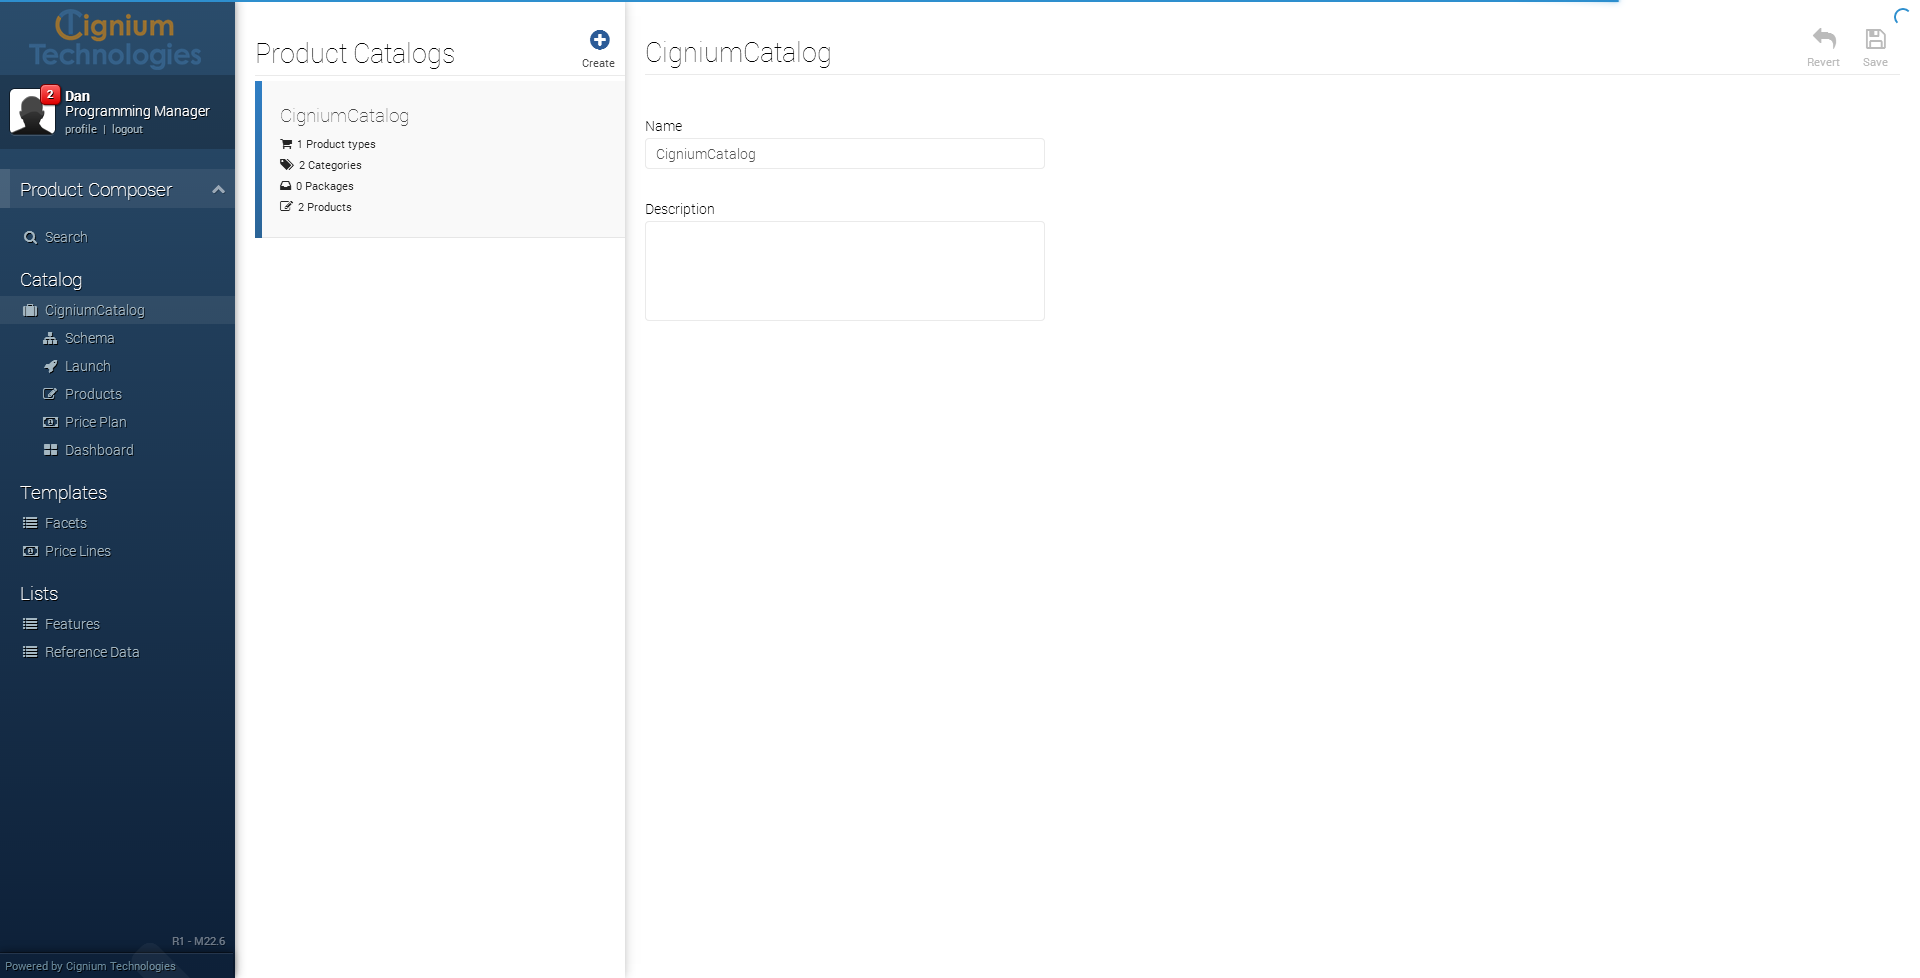 Cignium
Technologies
2
Dan
Programming Manager
profile | logout
Product Composer
Search
Catalog
CigniumCatalog
Schema
Launch
Products
Price Plan
Dashboard
Templates
Facets
Price Lines
Lists
Features
Reference Data
R1 - M22.6
Powered by Cignium Technologies
Product Catalogs
Create
CigniumCatalog
1 Product types
2 Categories
0 Packages
2 Products
CigniumCatalog
Revert
Save
Name
CigniumCatalog
Description